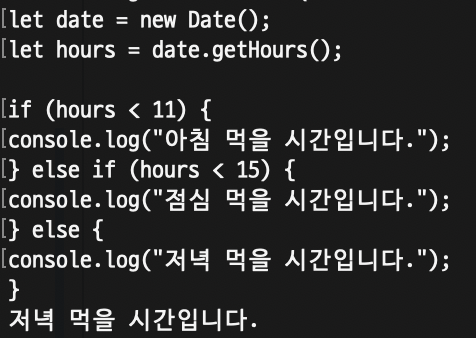 [let date = new Date();
[let hours = date.getHours();
[if (hours < 11) {
[console.log("아침 먹을 시간입니다.");
[} else if (hours < 15) {
[console.log("점심 먹을 시간입니다.");
[} else {
[console.log("저녁 먹을 시간입니다.");
}
저녁 먹을 시간입니다.